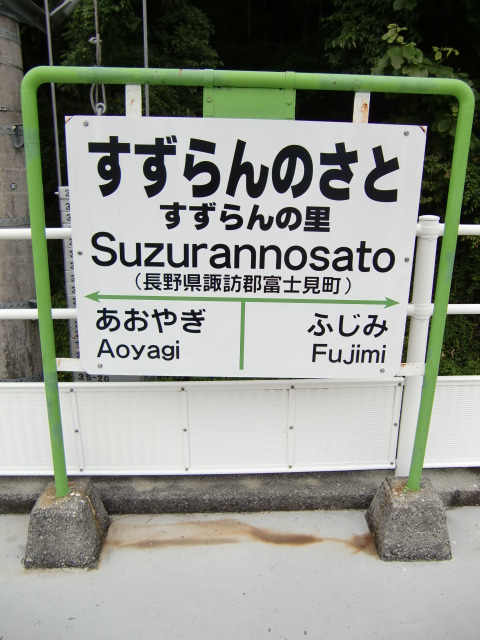 すずらんのさと
すずらんの里
Suzurannosato
（長野県諏訪郡富士見町）
あおやぎ ふじみ
Aoyagi Fujimi